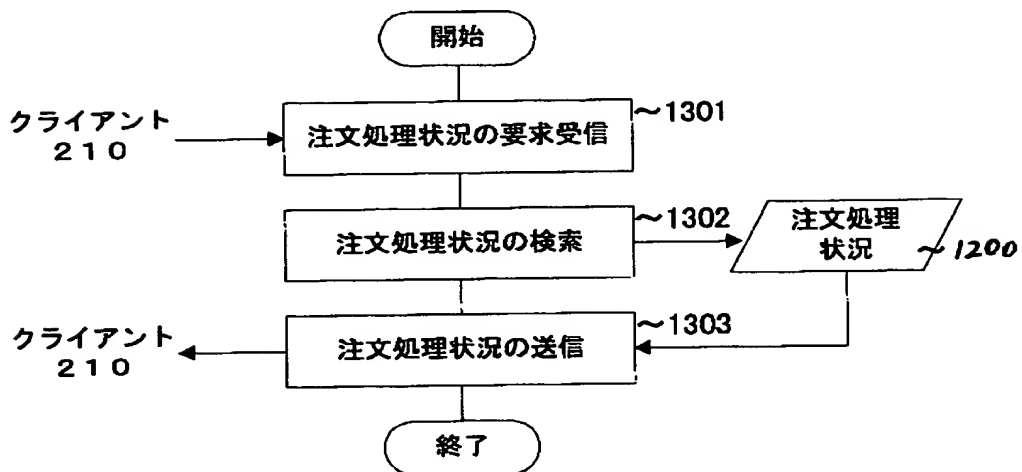 開始
クライアント
210
注文処理状況の要求受信
~1301
注文処理状況の検索
~1302
注文処理
状況
~1200
クライアント
210
注文処理状況の送信
~1303
終了